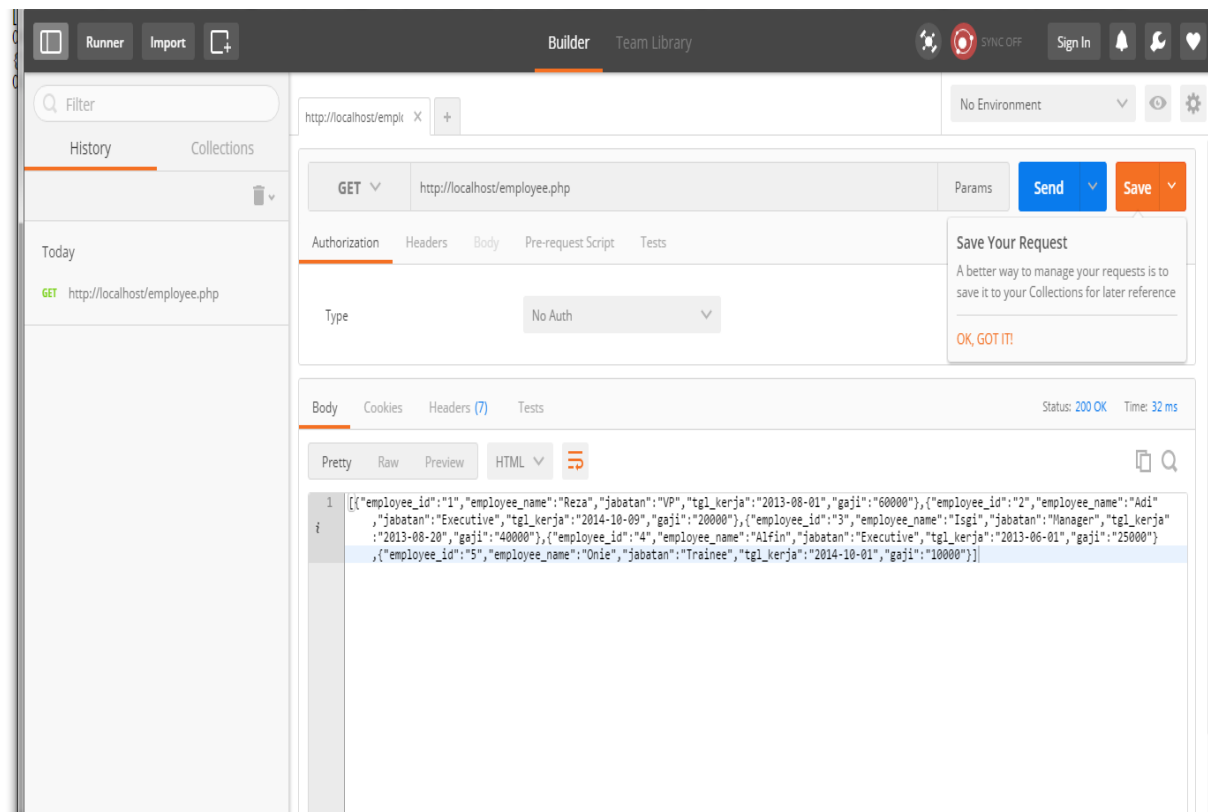 Runner Import Builder Team Library SYNC OFF Sign In
Filter
History Collections
Today
GET http://localhost/employee.php
http://localhost/emplc X +
No Environment
GET http://localhost/employee.php Params Send Save
Authorization Headers Body Pre-request Script Tests
Type No Auth
Save Your Request
A better way to manage your requests is to
save it to your Collections for later reference
OK, GOT IT!
Body Cookies Headers (7) Tests Status: 200 OK Time: 32 ms
Pretty Raw Preview HTML
1 [{"employee_id":"1","employee_name":"Reza","jabatan":"VP","tgl_kerja":"2013-08-01","gaji":"60000"},{"employee_id":"2","employee_name":"Adi"
i ,"jabatan":"Executive","tgl_kerja":"2014-10-09","gaji":"20000"},{"employee_id":"3","employee_name":"Isgi","jabatan":"Manager","tgl_kerja"
:"2013-08-20","gaji":"40000"},{"employee_id":"4","employee_name":"Alfin","jabatan":"Executive","tgl_kerja":"2013-06-01","gaji":"25000"}
,{"employee_id":"5","employee_name":"Onie","jabatan":"Trainee","tgl_kerja":"2014-10-01","gaji":"10000"}]